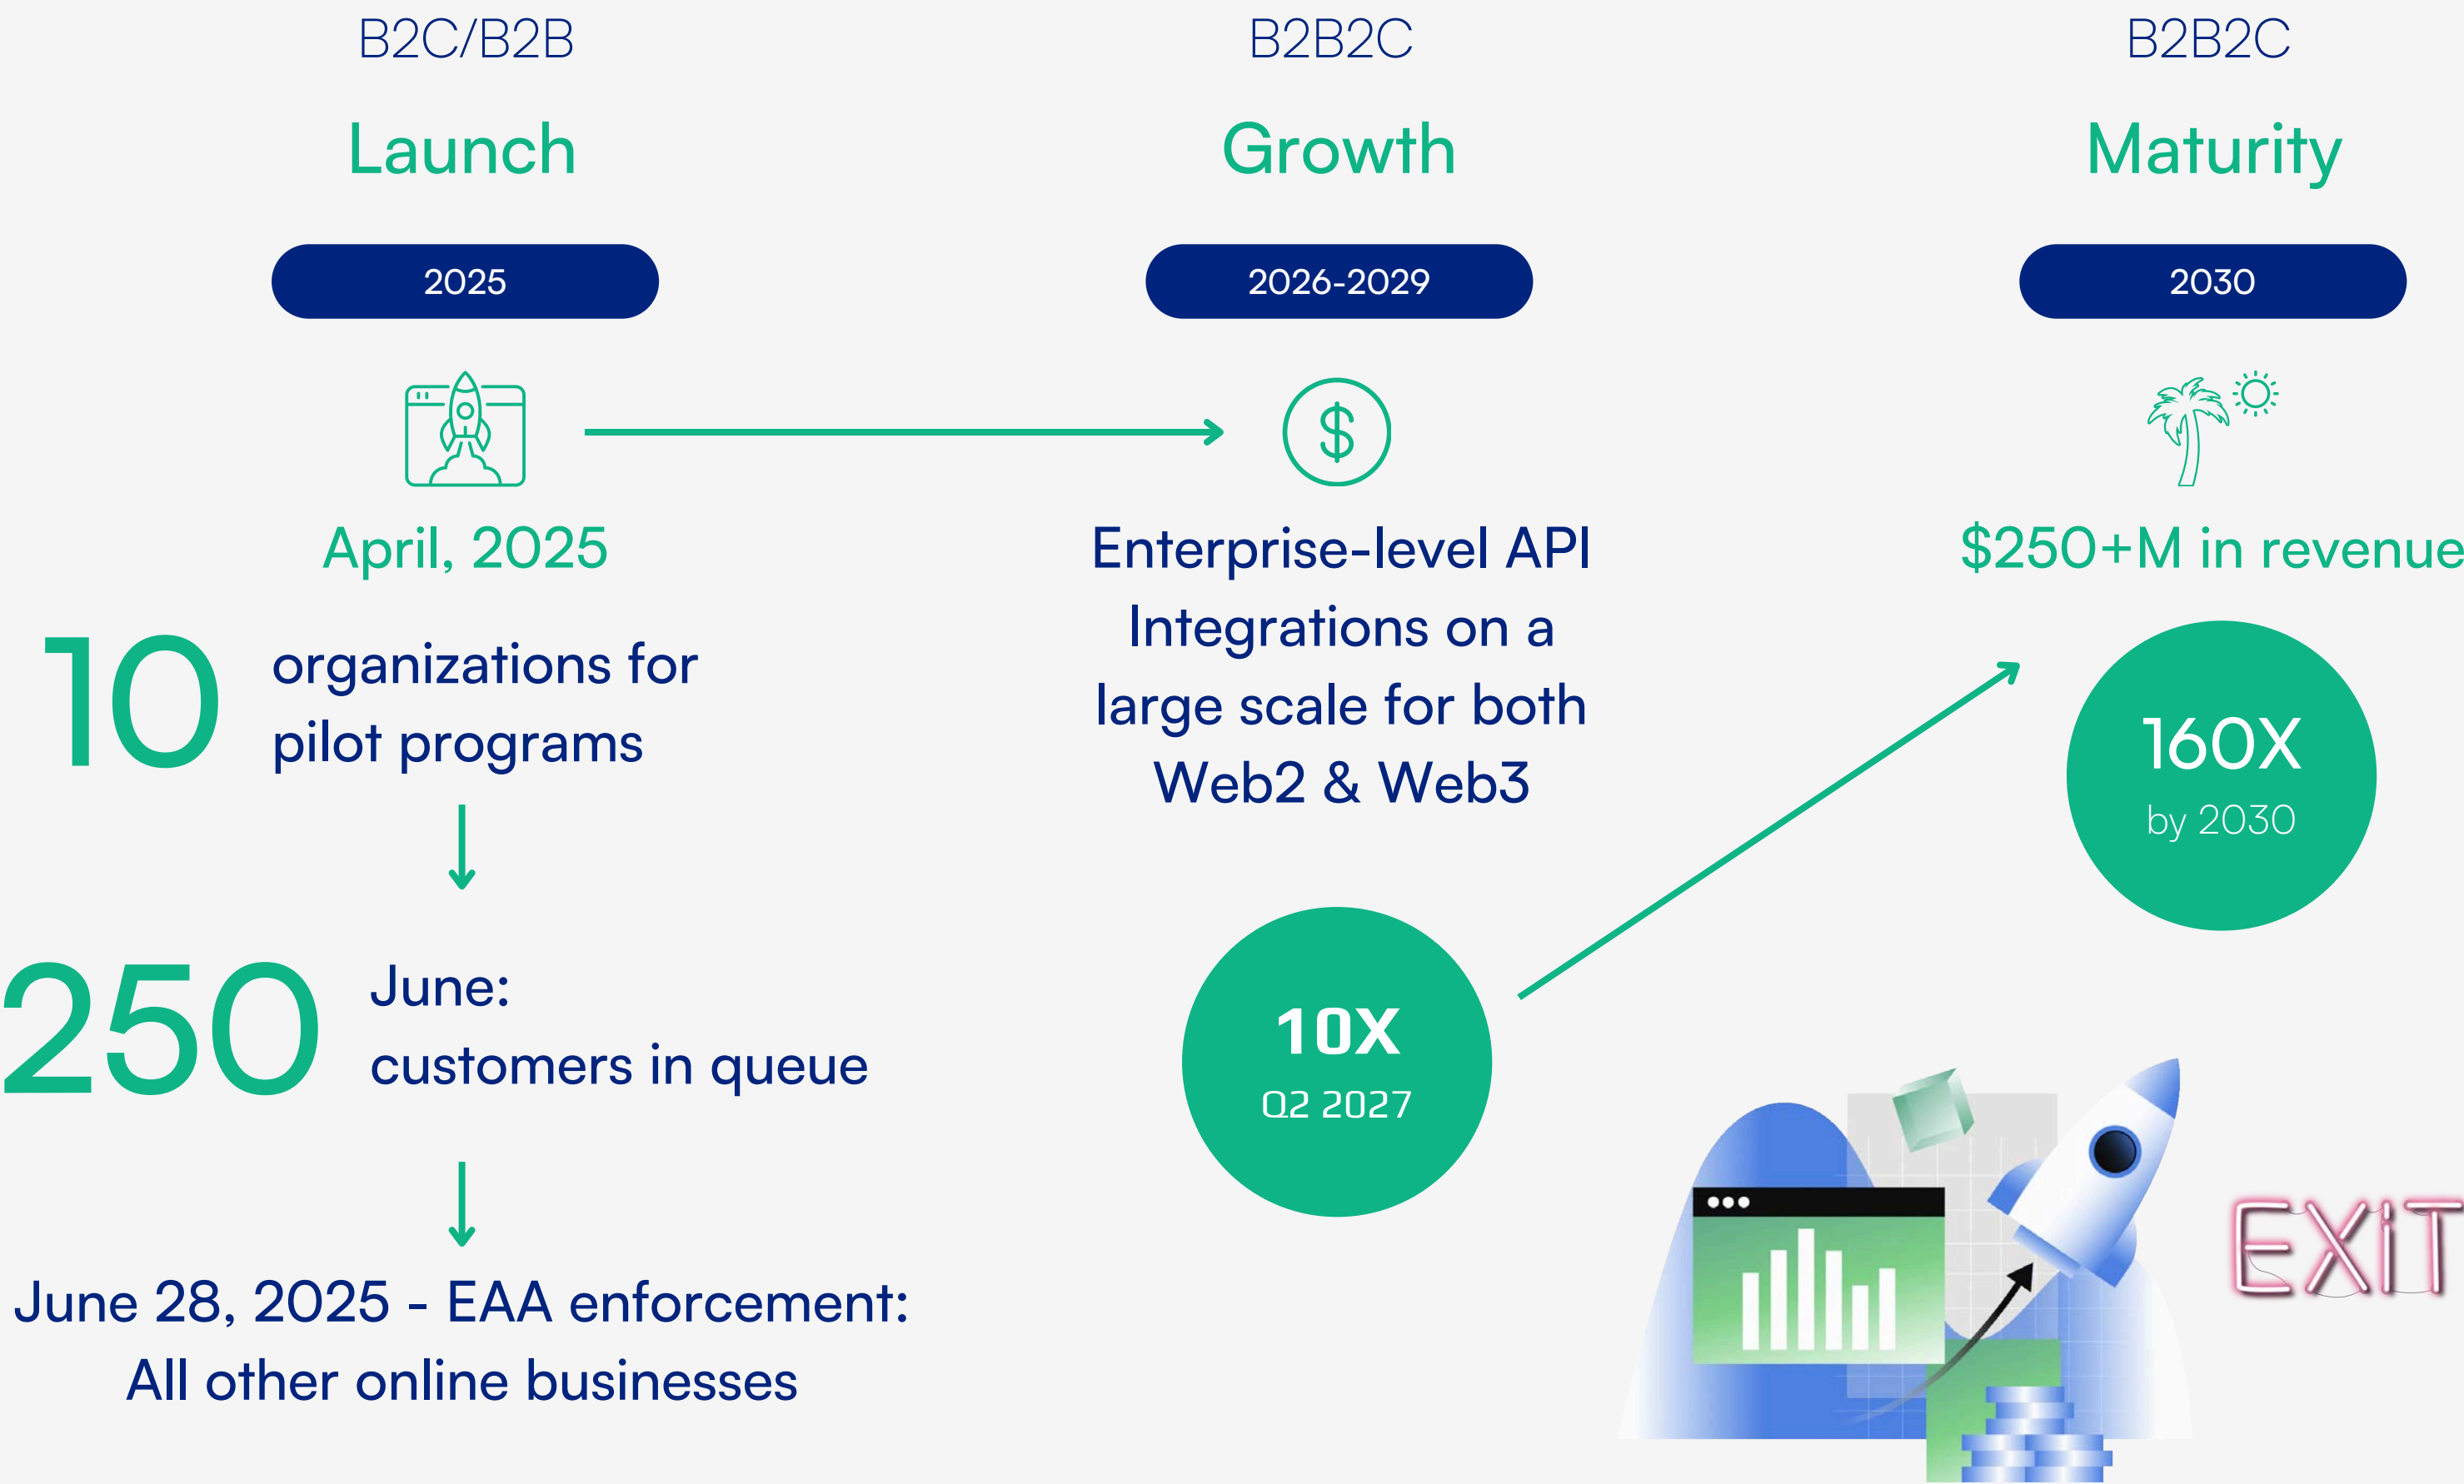 B2C/B2B
Launch
2025
April, 2025
10
organizations for
pilot programs
250
June:
customers in queue
June 28, 2025 - EAA enforcement:
All other online businesses
B2B2C
Growth
2026-2029
Enterprise-level API
Integrations on a
large scale for both
Web2 & Web3
10X
Q2 2027
B2B2C
Maturity
2030
$250+M in revenue
160X
by 2030
EXIT